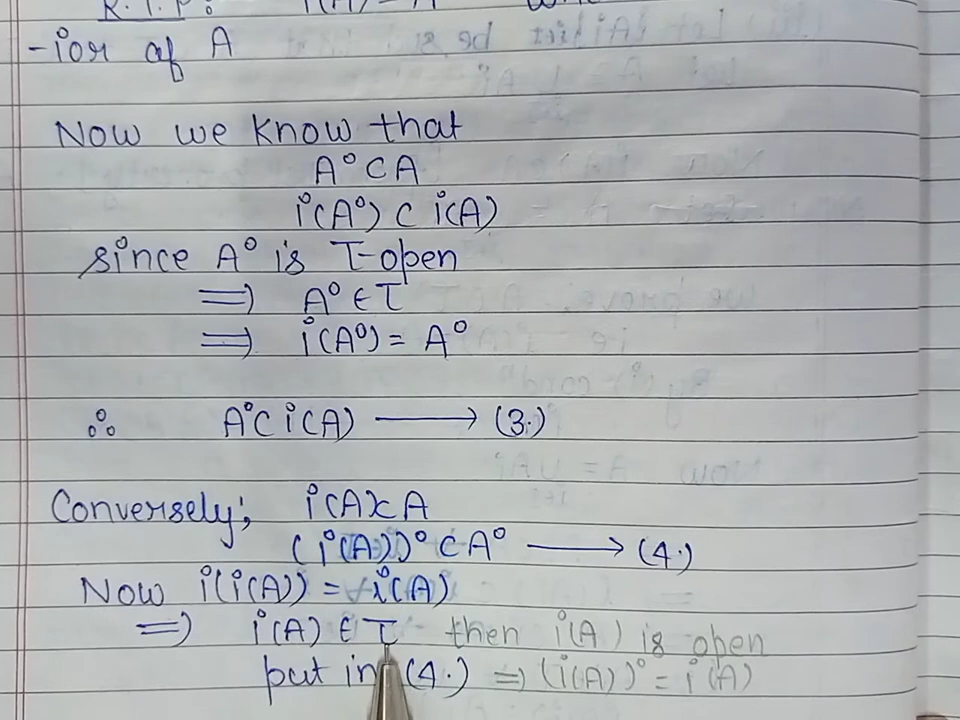 R.T.P:
-ior of A
Now we know that
A° ⊂ A
i(A°) ⊂ i(A)
since A° is T-open
⇒ A° ∈ T
⇒ i(A°) = A°
∴ A° ⊂ i(A) ⟶ (3.)
Conversely; i(A) ⊂ A
(i(A))° ⊂ A° ⟶ (4.)
Now i(i(A)) = i(A)
⇒ i(A) ∈ T then i(A) is open
put in (4.) ⇒ (i(A))° = i(A)